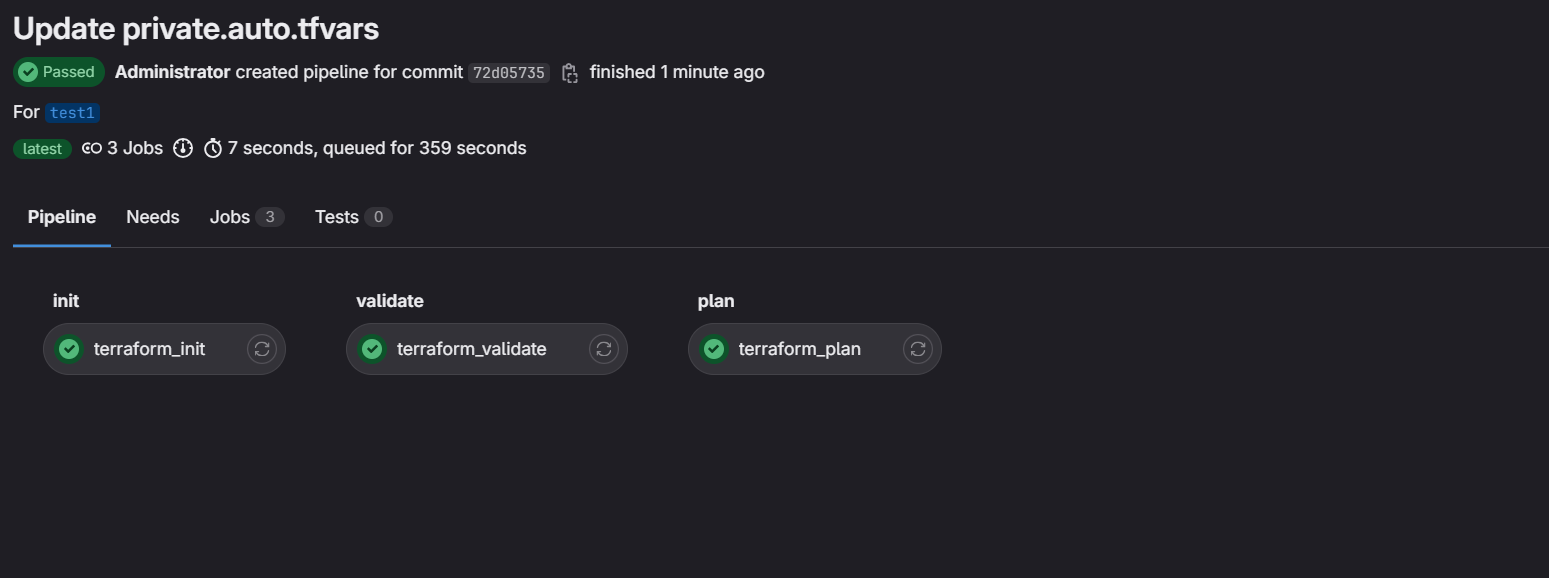 Update private.auto.tfvars
Passed Administrator created pipeline for commit 72d05735 finished 1 minute ago
For test1
latest 3 Jobs 7 seconds, queued for 359 seconds
Pipeline Needs Jobs 3 Tests 0
init validate plan
terraform_init terraform_validate terraform_plan